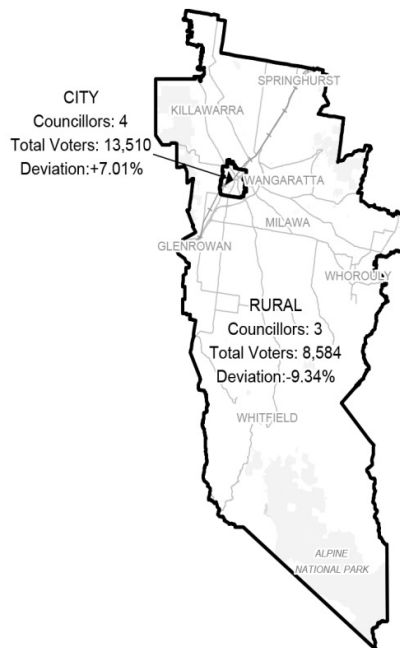 SPRINGHURST
CITY
Councillors: 4
Total Voters: 13,510
Deviation:+7.01%
KILLAWARRA
WANGARATTA
MILAWA
GLENROWAN
WHOROULY
RURAL
Councillors: 3
Total Voters: 8,584
Deviation:-9.34%
WHITFIELD
ALPINE
NATIONAL PARK